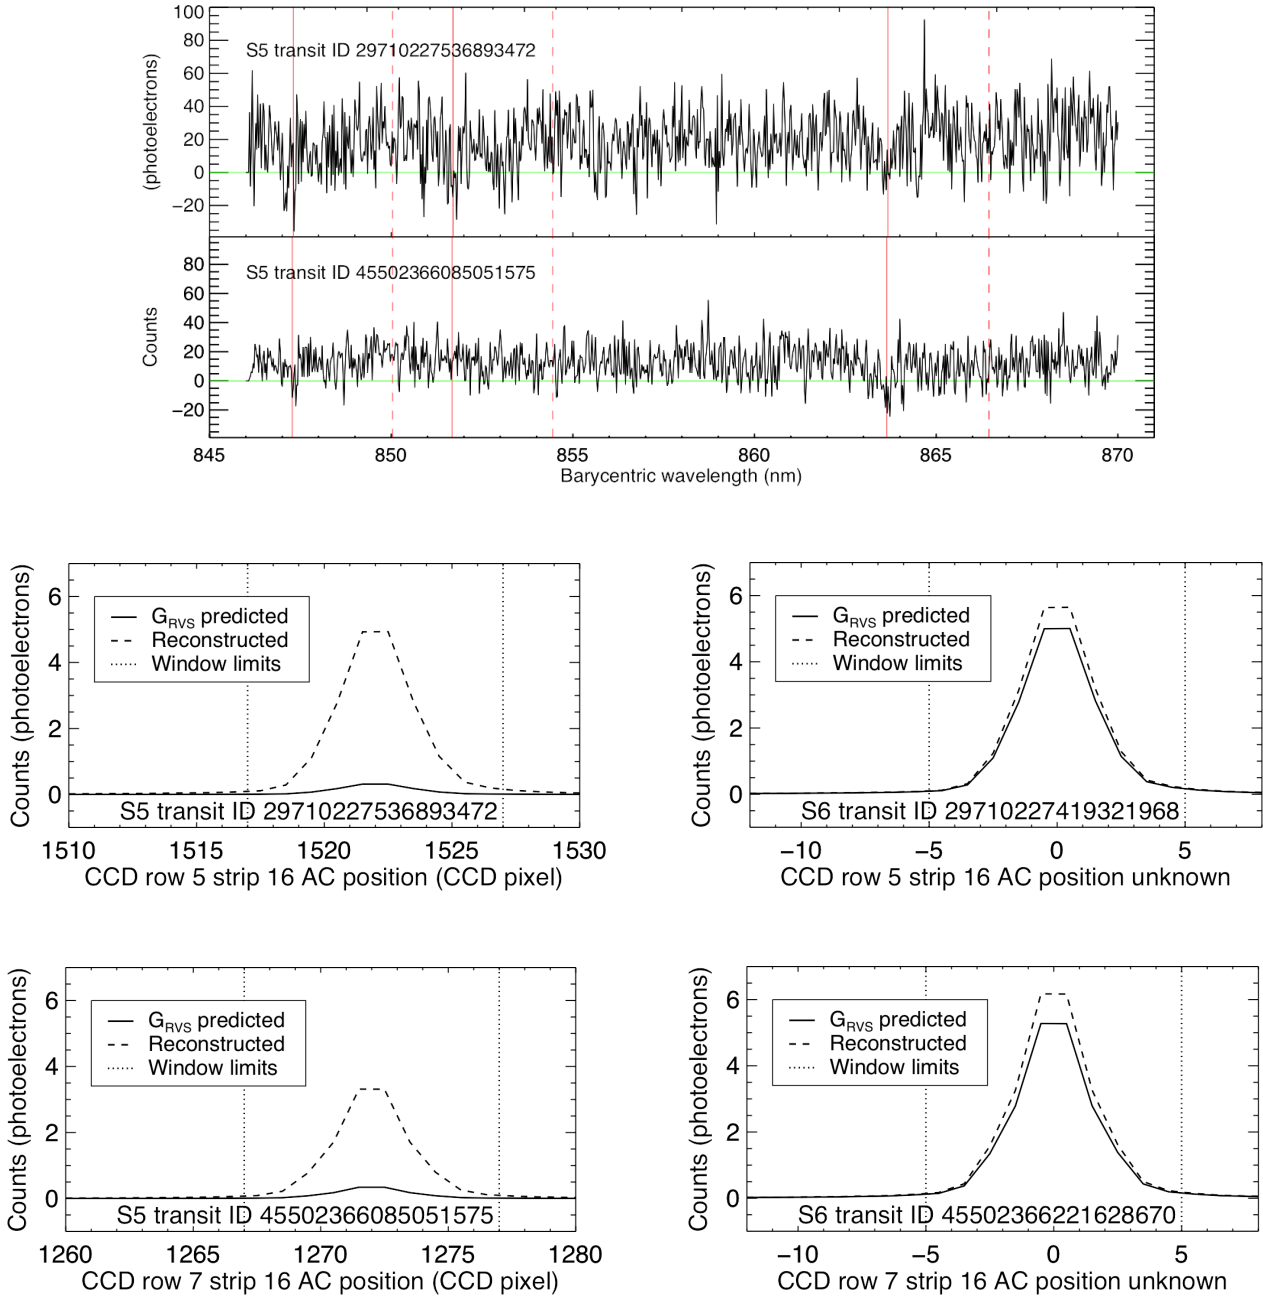 100
80
S5 transit ID 29710227536893472
60
40
20
0
−20
(photoelectrons)
80
S5 transit ID 45502366085051575
60
40
20
0
−20
Counts
845 850 855 860 865 870
Barycentric wavelength (nm)
6
4
2
0
Counts (photoelectrons)
GRVS predicted
Reconstructed
Window limits
S5 transit ID 29710227536893472
1510 1515 1520 1525 1530
CCD row 5 strip 16 AC position (CCD pixel)
6
4
2
0
Counts (photoelectrons)
GRVS predicted
Reconstructed
Window limits
S6 transit ID 29710227419321968
−10 −5 0 5
CCD row 5 strip 16 AC position unknown
6
4
2
0
Counts (photoelectrons)
GRVS predicted
Reconstructed
Window limits
S5 transit ID 45502366085051575
1260 1265 1270 1275 1280
CCD row 7 strip 16 AC position (CCD pixel)
6
4
2
0
Counts (photoelectrons)
GRVS predicted
Reconstructed
Window limits
S6 transit ID 45502366221628670
−10 −5 0 5
CCD row 7 strip 16 AC position unknown